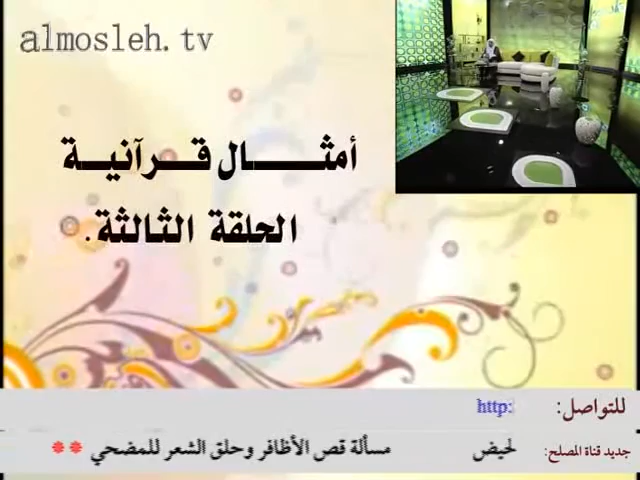 almosleh.tv
أمثال قرآنية
الحلقة الثالثة.
للتواصل: http:
جديد قناة المصلح: لحيض ** مسألة قص الأظافر وحلق الشعر للمضحي